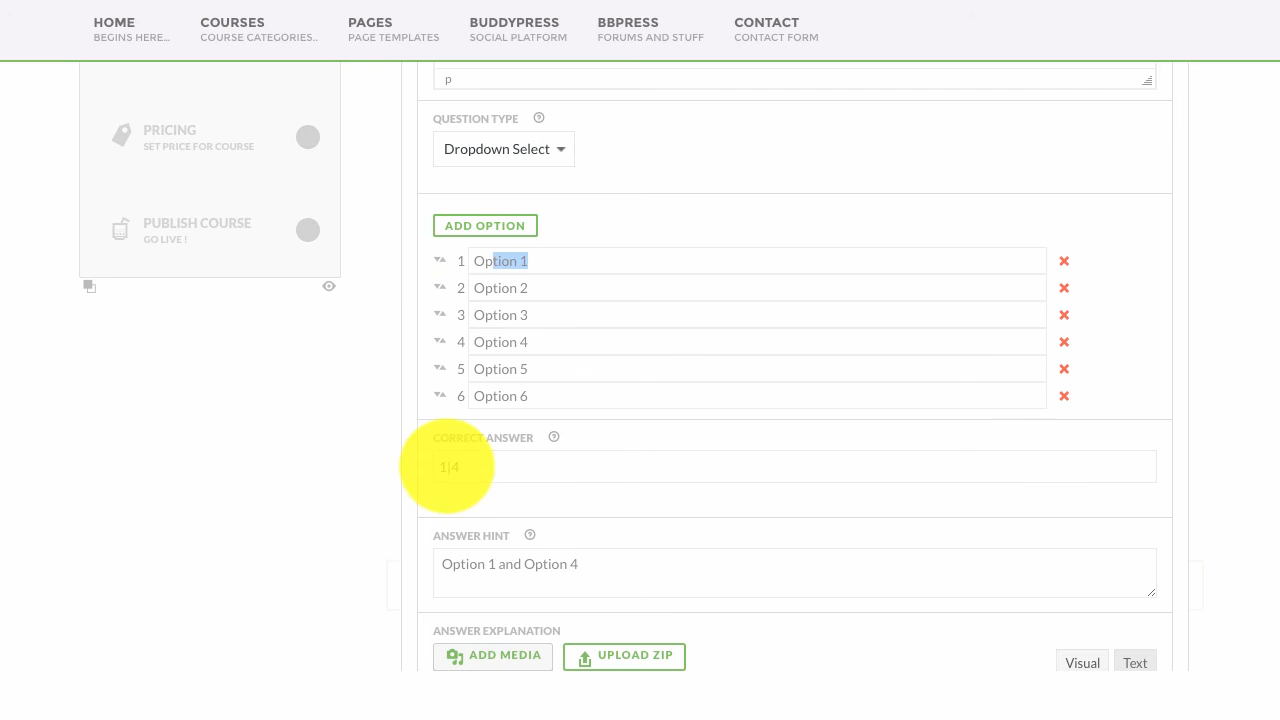 HOME COURSES PAGES BUDDYPRESS BBPRESS CONTACT
BEGINS HERE... COURSE CATEGORIES.. PAGE TEMPLATES SOCIAL PLATFORM FORUMS AND STUFF CONTACT FORM
PRICING
SET PRICE FOR COURSE
PUBLISH COURSE
GO LIVE !
p
QUESTION TYPE
Dropdown Select
ADD OPTION
1 Option 1
2 Option 2
3 Option 3
4 Option 4
5 Option 5
6 Option 6
CORRECT ANSWER
1|4
ANSWER HINT
Option 1 and Option 4
ANSWER EXPLANATION
ADD MEDIA UPLOAD ZIP
Visual Text